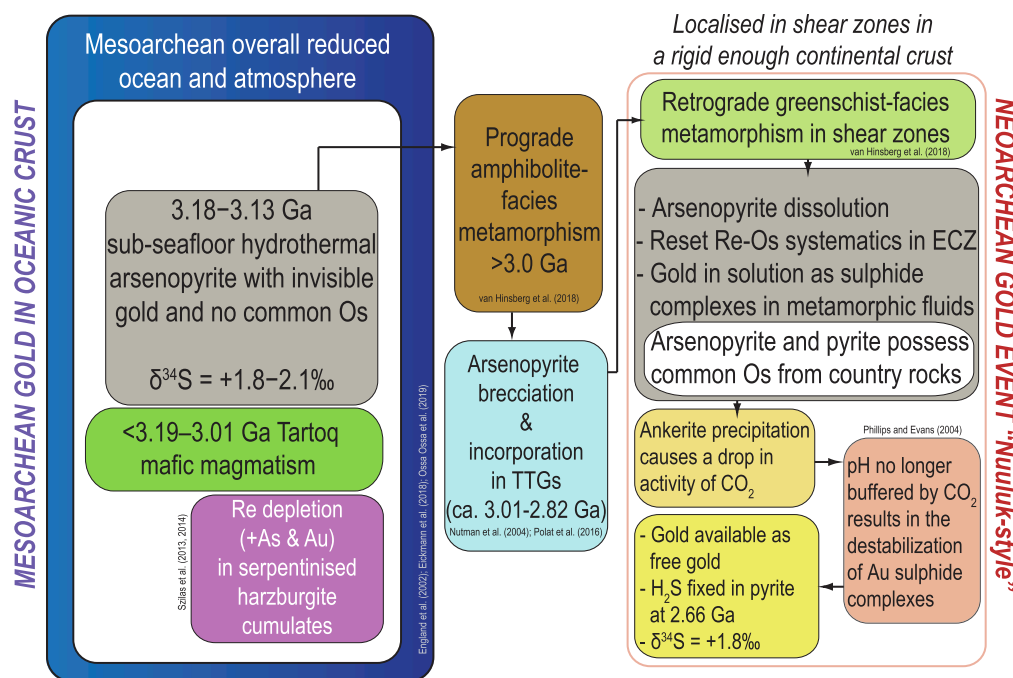 MESOARCHEAN GOLD IN OCEANIC CRUST
Mesoarchean overall reduced
ocean and atmosphere
3.18−3.13 Ga
sub-seafloor hydrothermal
arsenopyrite with invisible
gold and no common Os
δ³⁴S = +1.8−2.1‰
<3.19–3.01 Ga Tartoq
mafic magmatism
Re depletion
(+As & Au)
in serpentinised
harzburgite
cumulates
Szilas et al. (2013, 2014)
England et al. (2002); Eickmann et al. (2018); Ossa Ossa et al. (2019)
Prograde
amphibolite-
facies
metamorphism
>3.0 Ga
van Hinsberg et al. (2018)
Arsenopyrite
brecciation
&
incorporation
in TTGs
(ca. 3.01-2.82 Ga)
Nutman et al. (2004); Polat et al. (2016)
Localised in shear zones in
a rigid enough continental crust
Retrograde greenschist-facies
metamorphism in shear zones
van Hinsberg et al. (2018)
- Arsenopyrite dissolution
- Reset Re-Os systematics in ECZ
- Gold in solution as sulphide
complexes in metamorphic fluids
Arsenopyrite and pyrite possess
common Os from country rocks
Ankerite precipitation
causes a drop in
activity of CO₂
Phillips and Evans (2004)
pH no longer
buffered by CO₂
results in the
destabilization
of Au sulphide
complexes
- Gold available as
free gold
- H₂S fixed in pyrite
at 2.66 Ga
- δ³⁴S = +1.8‰
NEOARCHEAN GOLD EVENT “Nuuluk-style”